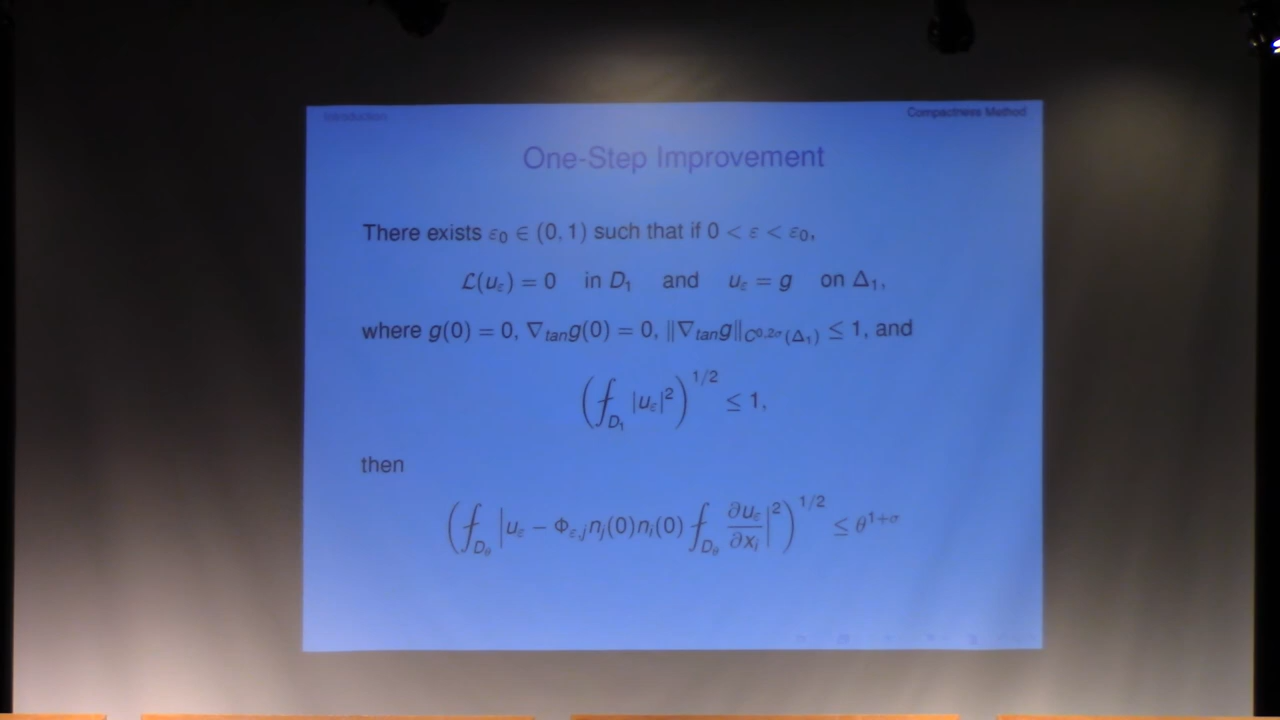 Introduction
Compactness Method
One-Step Improvement
There exists ε₀ ∈ (0, 1) such that if 0 < ε < ε₀,
ℒ(u_ε) = 0 in D₁ and u_ε = g on Δ₁,
where g(0) = 0, ∇_tan g(0) = 0, ‖∇_tan g‖_{C^{0,2σ}(Δ₁)} ≤ 1, and
(⨍_{D₁} |u_ε|²)^{1/2} ≤ 1,
then
(⨍_{D_θ} |u_ε − Φ_{ε,j} n_j(0) n_i(0) ⨍_{D_θ} ∂u_ε/∂x_i|²)^{1/2} ≤ θ^{1+σ}